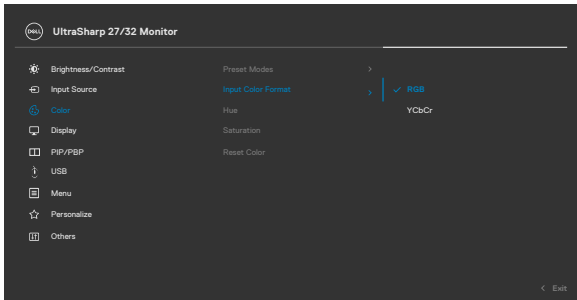 DELL UltraSharp 27/32 Monitor
Brightness/Contrast Preset Modes >
Input Source Input Color Format > ✓ RGB
Color Hue YCbCr
Display Saturation
PIP/PBP Reset Color
USB
Menu
Personalize
Others
< Exit